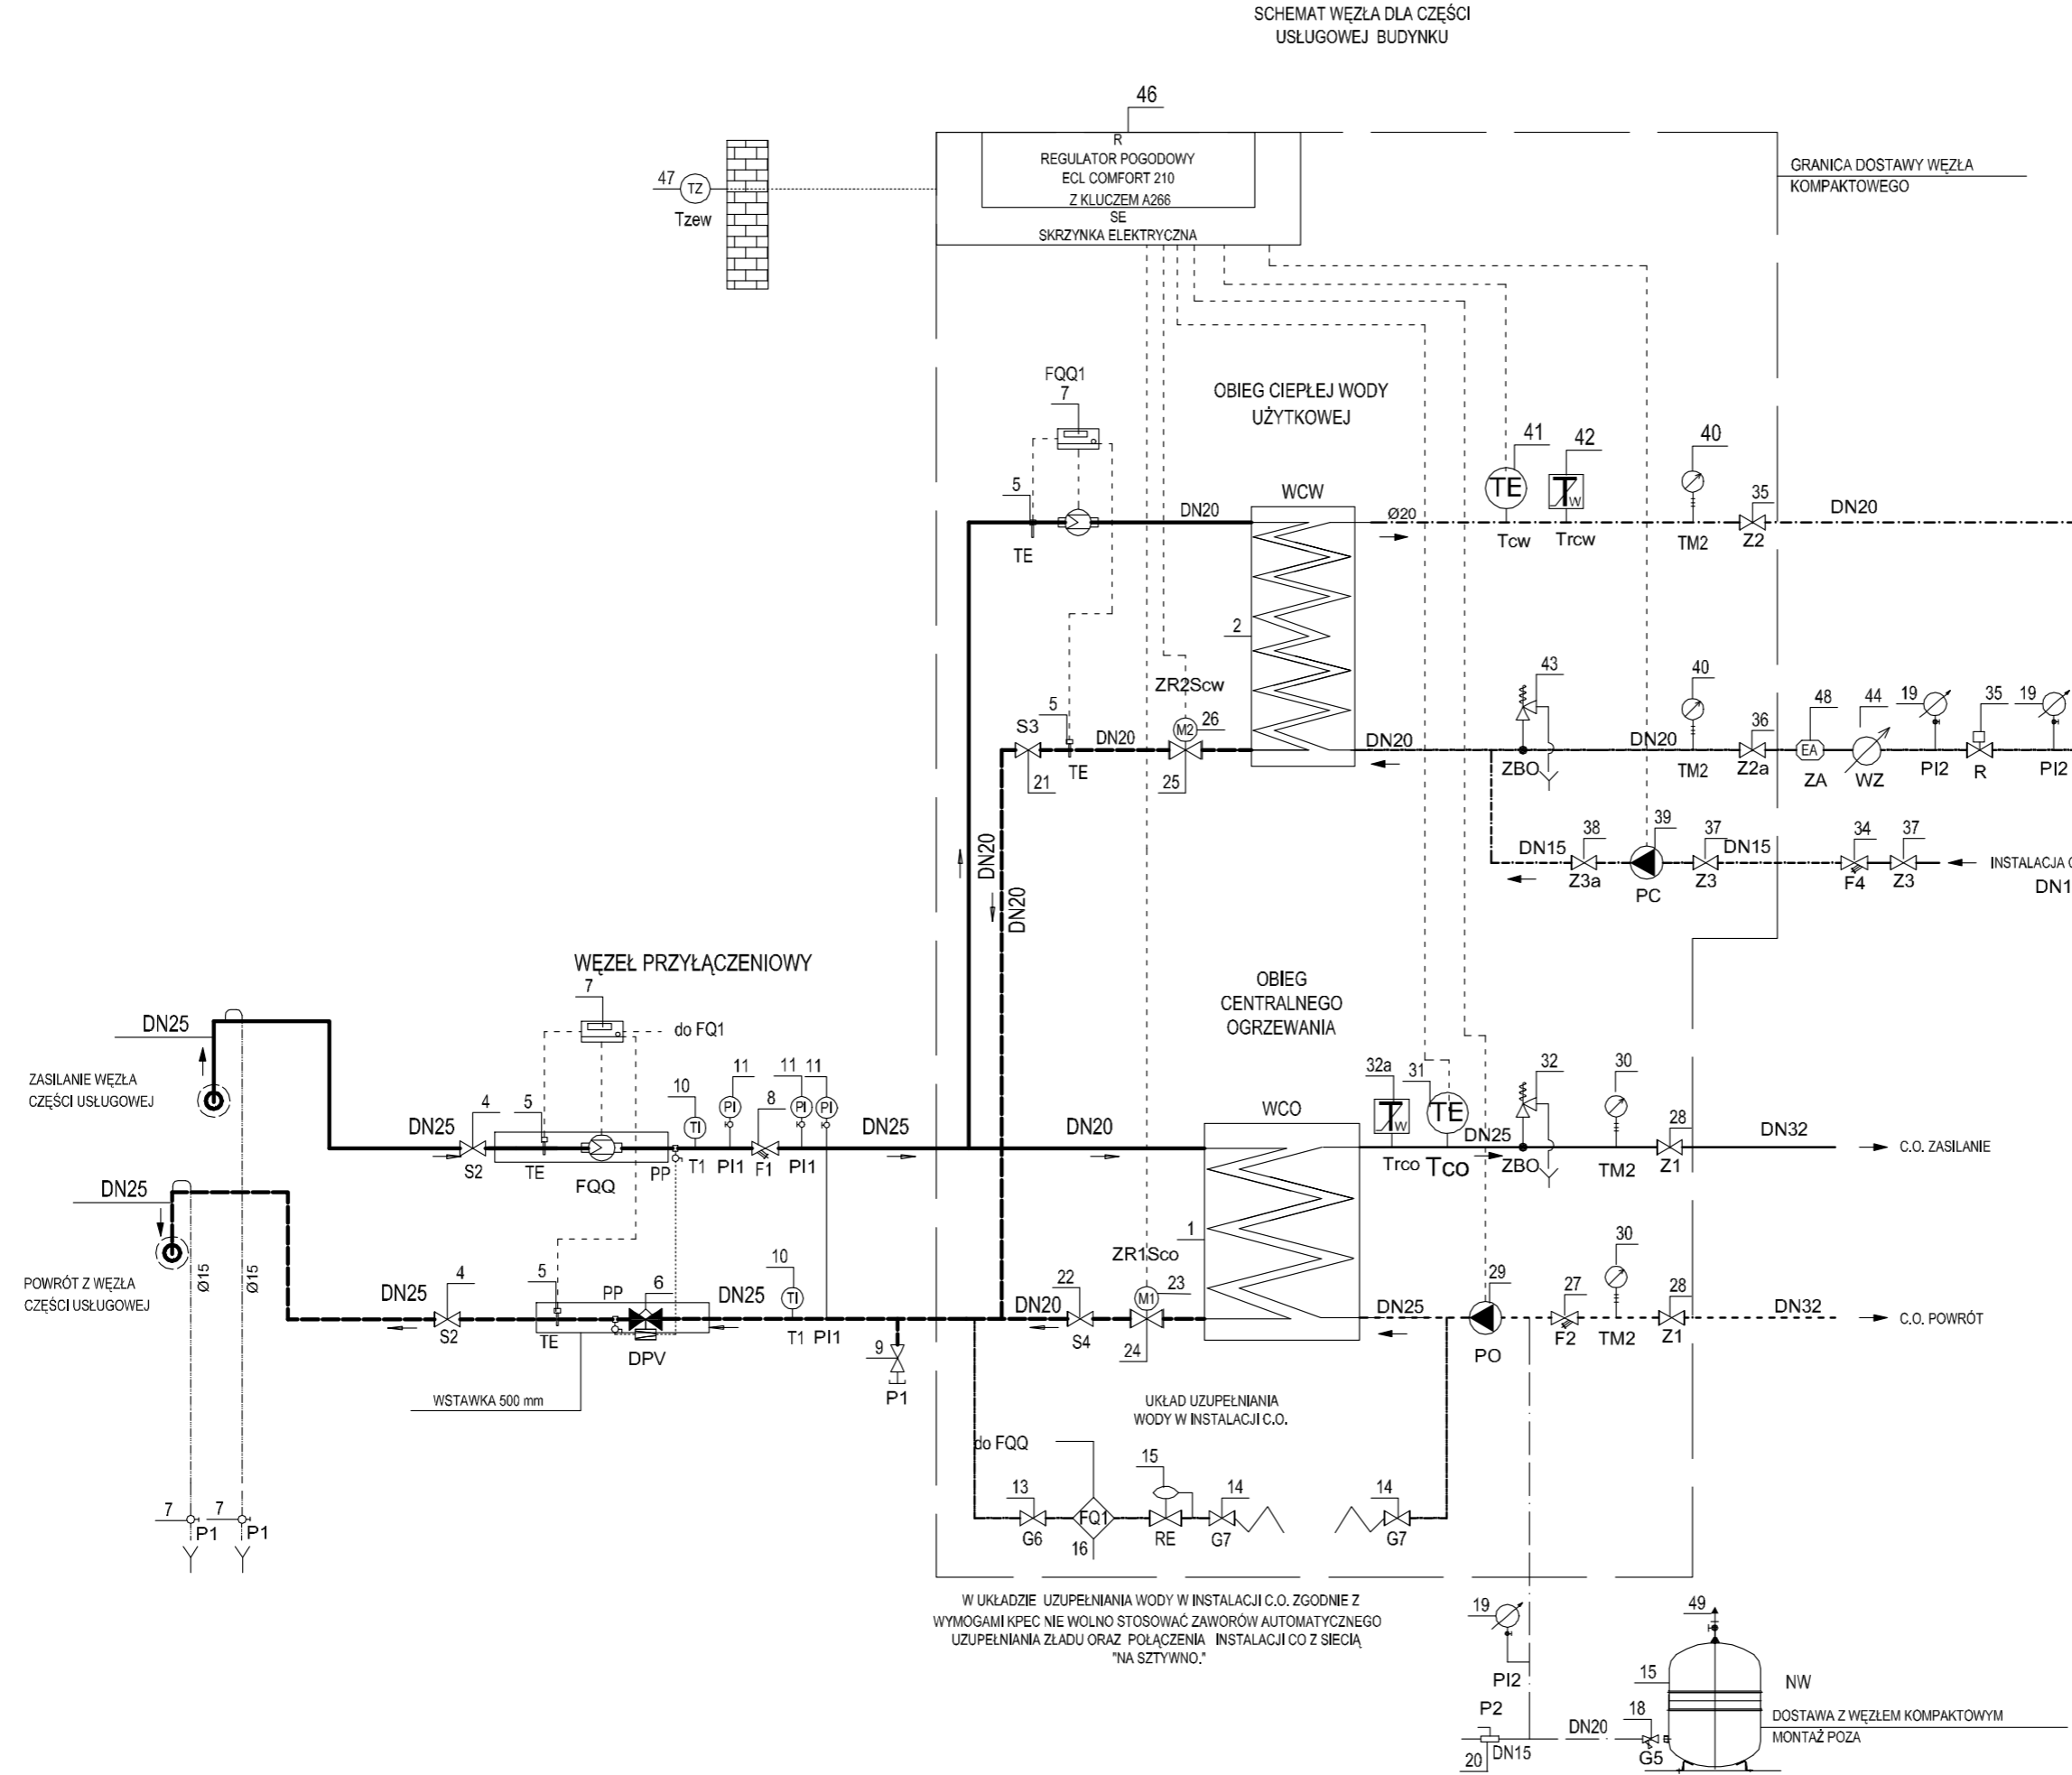 SCHEMAT WĘZŁA DLA CZĘŚCI
USŁUGOWEJ BUDYNKU
46
R
REGULATOR POGODOWY
ECL COMFORT 210
Z KLUCZEM A266
SE
SKRZYNKA ELEKTRYCZNA
GRANICA DOSTAWY WĘZŁA
KOMPAKTOWEGO
47
TZ
Tzew
FQQ1
7
OBIEG CIEPŁEJ WODY
UŻYTKOWEJ
41
42
40
TE
T
W
5
WCW
35
DN20
Ø20
DN20
TE
Tcw
Trcw
TM2
Z2
2
43
40
48
44
19
35
19
ZR2Scw
S3
5
M2
26
36
DN20
DN20
DN20
EA
TE
ZBO
TM2
Z2a
ZA
WZ
PI2
R
PI2
21
25
38
39
37
34
37
DN15
DN15
INSTALACJA C
DN1
Z3a
PC
Z3
F4
Z3
DN20
DN20
WĘZEŁ PRZYŁĄCZENIOWY
7
OBIEG
CENTRALNEGO
OGRZEWANIA
DN25
do FQ1
ZASILANIE WĘZŁA
CZĘŚCI USŁUGOWEJ
11
11
11
10
8
32a
31
32
30
4
5
PI
PI
PI
TI
WCO
T
W
TE
28
DN25
DN25
DN20
DN25
DN32
C.O. ZASILANIE
S2
TE
FQQ
PP
T1
PI1
F1
PI1
Trco
Tco
ZBO
TM2
Z1
DN25
1
POWRÓT Z WĘZŁA
CZĘŚCI USŁUGOWEJ
Ø15
Ø15
ZR1Sco
30
10
4
5
PP
6
TI
22
M1
23
29
27
28
DN25
DN25
DN20
DN25
DN32
C.O. POWRÓT
S2
TE
DPV
T1
PI1
S4
PO
F2
TM2
Z1
9
24
P1
WSTAWKA 500 mm
UKŁAD UZUPEŁNIANIA
WODY W INSTALACJI C.O.
do FQQ
13
15
14
14
7
7
P1
P1
FQ1
G6
16
RE
G7
G7
W UKŁADZIE UZUPEŁNIANIA WODY W INSTALACJI C.O. ZGODNIE Z
WYMOGAMI KPEC NIE WOLNO STOSOWAĆ ZAWORÓW AUTOMATYCZNEGO
UZUPEŁNIANIA ZŁADU ORAZ POŁĄCZENIA INSTALACJI CO Z SIECIĄ
"NA SZTYWNO."
19
49
PI2
15
NW
P2
18
DOSTAWA Z WĘZŁEM KOMPAKTOWYM
MONTAŻ POZA
DN20
DN15
20
G5